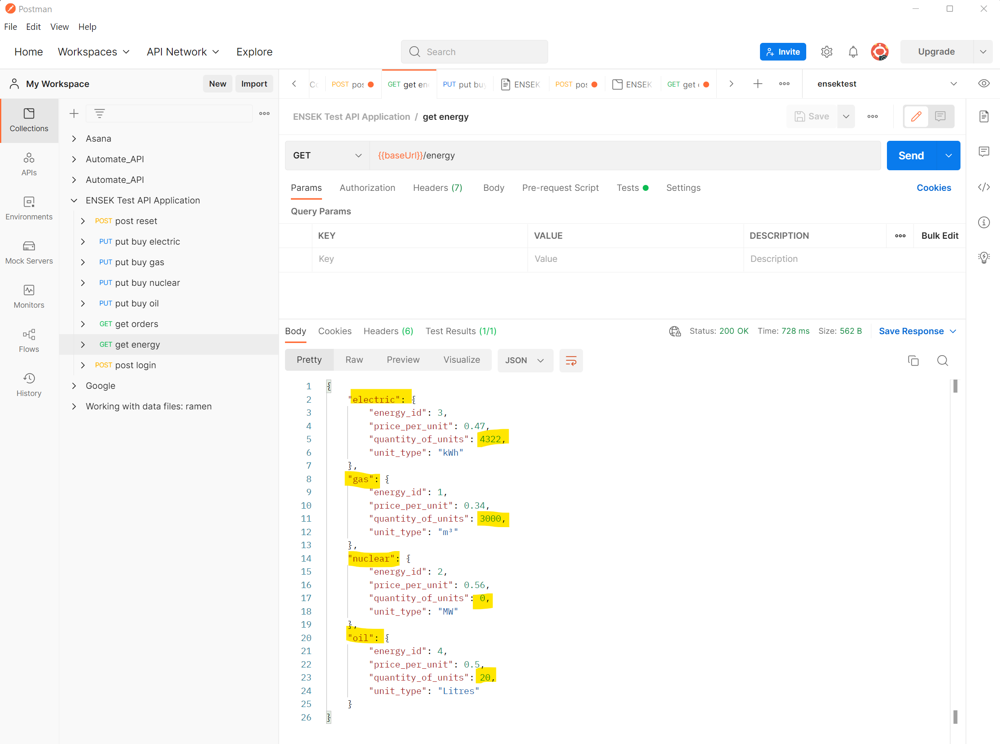 Postman
File Edit View Help
Home Workspaces API Network Explore Search Invite Upgrade
My Workspace New Import
POST GET get en PUT put buy ENSEK POST ENSEK GET get ensektest
Collections
APIs
Environments
Mock Servers
Monitors
Flows
History
Asana
Automate_API
Automate_API
ENSEK Test API Application
POST post reset
PUT put buy electric
PUT put buy gas
PUT put buy nuclear
PUT put buy oil
GET get orders
GET get energy
POST post login
Google
Working with data files: ramen
ENSEK Test API Application / get energy Save
GET {{baseUrl}}/energy Send
Params Authorization Headers (7) Body Pre-request Script Tests Settings Cookies
Query Params
KEY VALUE DESCRIPTION Bulk Edit
Key Value Description
Body Cookies Headers (6) Test Results (1/1) Status: 200 OK Time: 728 ms Size: 562 B Save Response
Pretty Raw Preview Visualize JSON
1 {
2 "electric": {
3 "energy_id": 3,
4 "price_per_unit": 0.47,
5 "quantity_of_units": 4322,
6 "unit_type": "kWh"
7 },
8 "gas": {
9 "energy_id": 1,
10 "price_per_unit": 0.34,
11 "quantity_of_units": 3000,
12 "unit_type": "m³"
13 },
14 "nuclear": {
15 "energy_id": 2,
16 "price_per_unit": 0.56,
17 "quantity_of_units": 0,
18 "unit_type": "MW"
19 },
20 "oil": {
21 "energy_id": 4,
22 "price_per_unit": 0.5,
23 "quantity_of_units": 20,
24 "unit_type": "Litres"
25 }
26 }